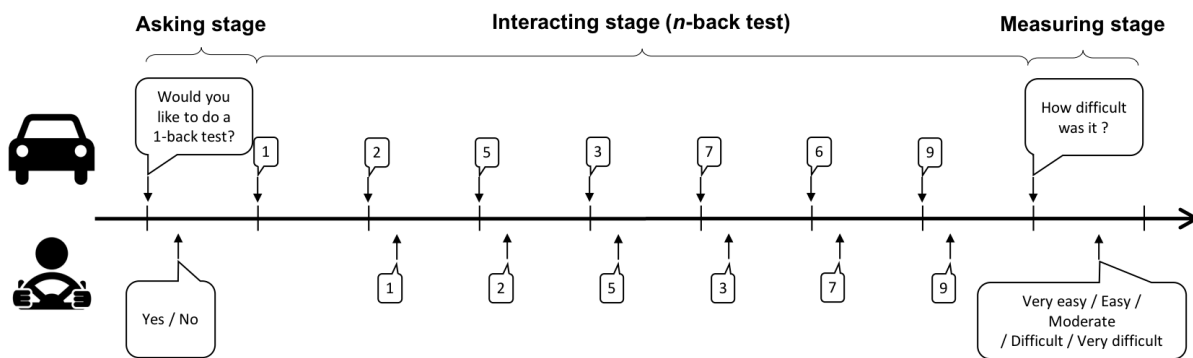 Asking stage
Interacting stage (n-back test)
Measuring stage
Would you
like to do a
1-back test?
How difficult
was it ?
1
2
5
3
7
6
9
1
2
5
3
7
9
Yes / No
Very easy / Easy /
Moderate
/ Difficult / Very difficult